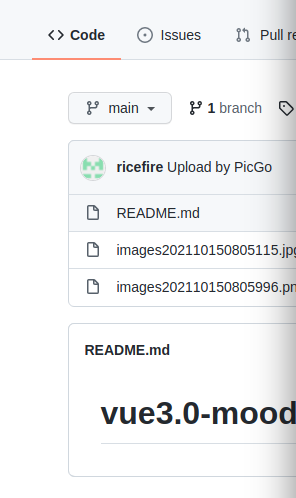 Code Issues Pull re
main 1 branch
ricefire Upload by PicGo
README.md
images202110150805115.jpg
images202110150805996.pn
README.md
vue3.0-mood